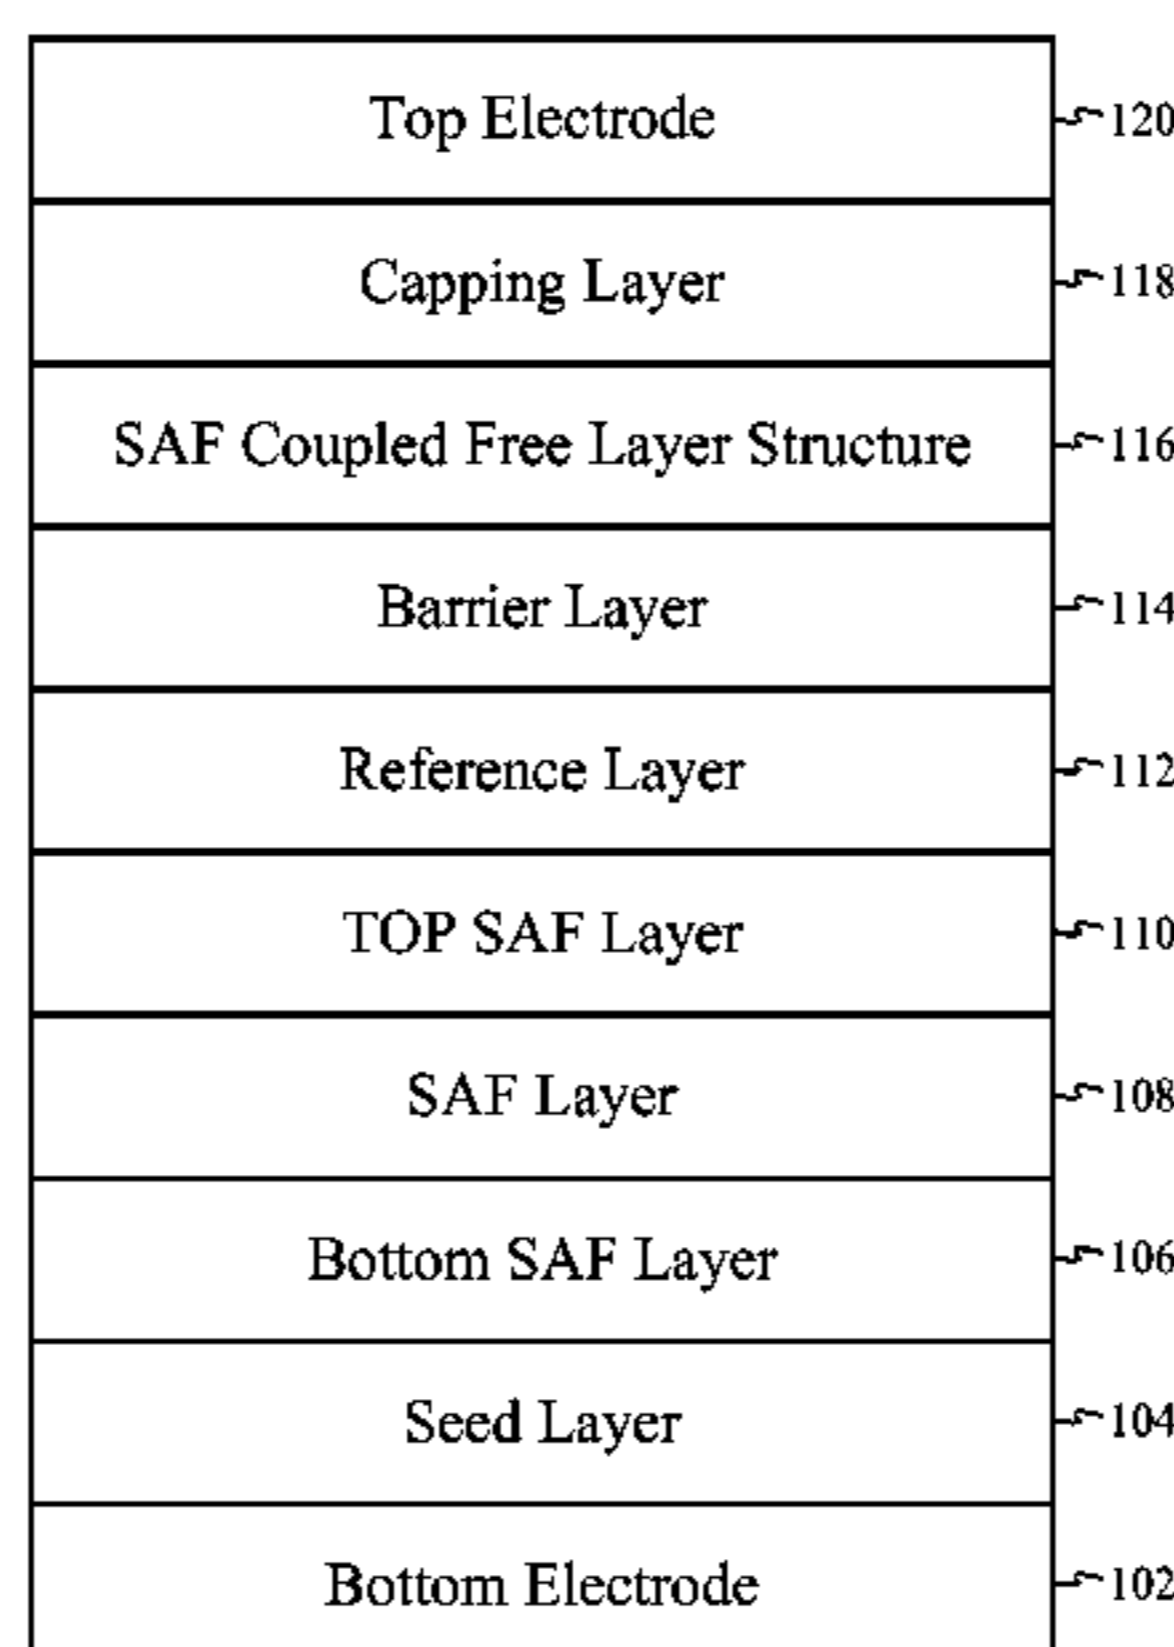 Top Electrode 120
Capping Layer 118
SAF Coupled Free Layer Structure 116
Barrier Layer 114
Reference Layer 112
TOP SAF Layer 110
SAF Layer 108
Bottom SAF Layer 106
Seed Layer 104
Bottom Electrode 102